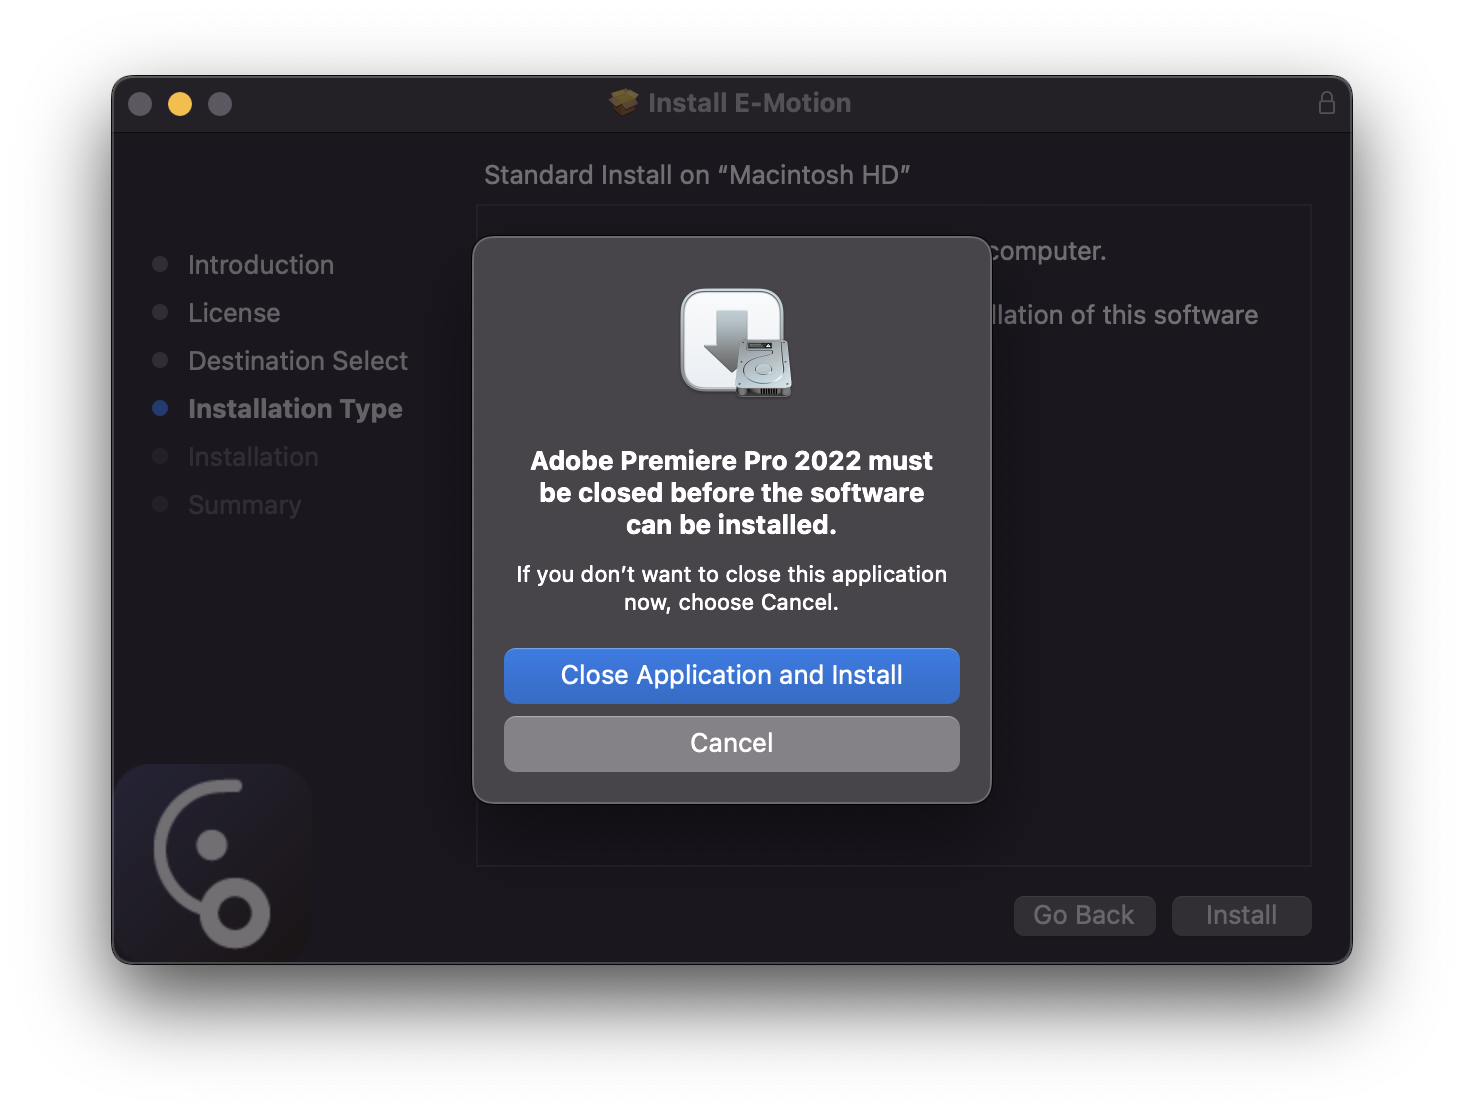 Install E-Motion
Standard Install on “Macintosh HD”
computer.
llation of this software
Introduction
License
Destination Select
Installation Type
Installation
Summary
Adobe Premiere Pro 2022 must
be closed before the software
can be installed.
If you don’t want to close this application
now, choose Cancel.
Close Application and Install
Cancel
Go Back
Install